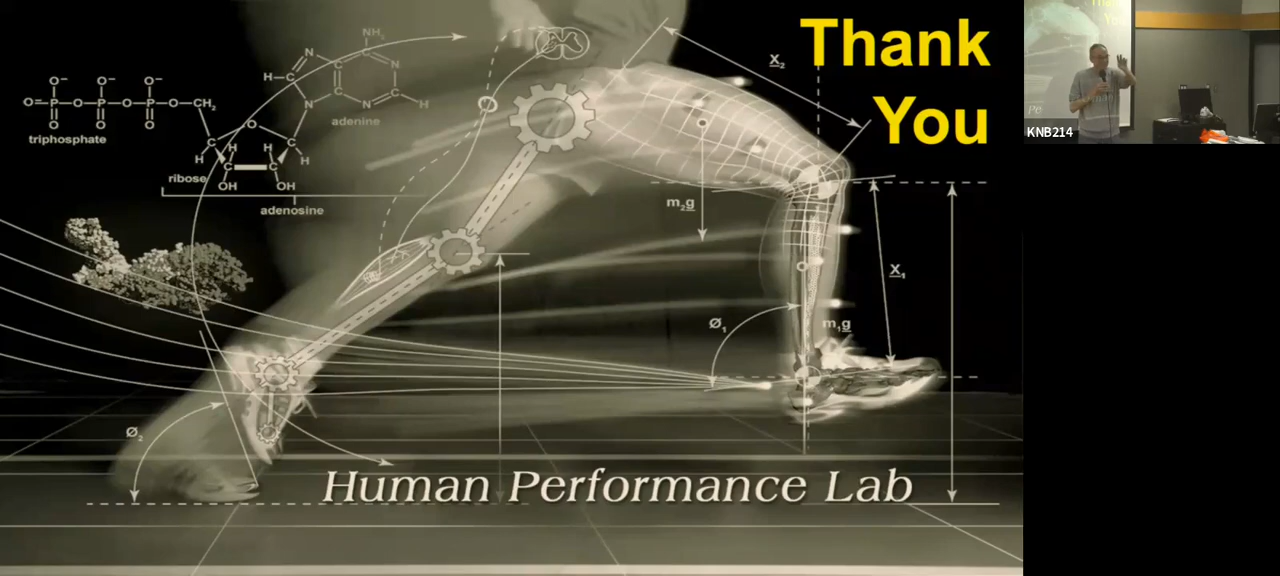 Thank
You
NH₂
N
C
C
N
H
C
C
C
N
N
C
H
adenine
O⁻
O⁻
O⁻
O=P
O
P
O
P
O
CH₂
O
O
O
triphosphate
O
C
C
H
H
H
H
C
C
ribose
OH
OH
adenosine
X₂
m₂g
X₁
Ø₁
m₁g
Ø₂
Human Performance Lab
KNB214